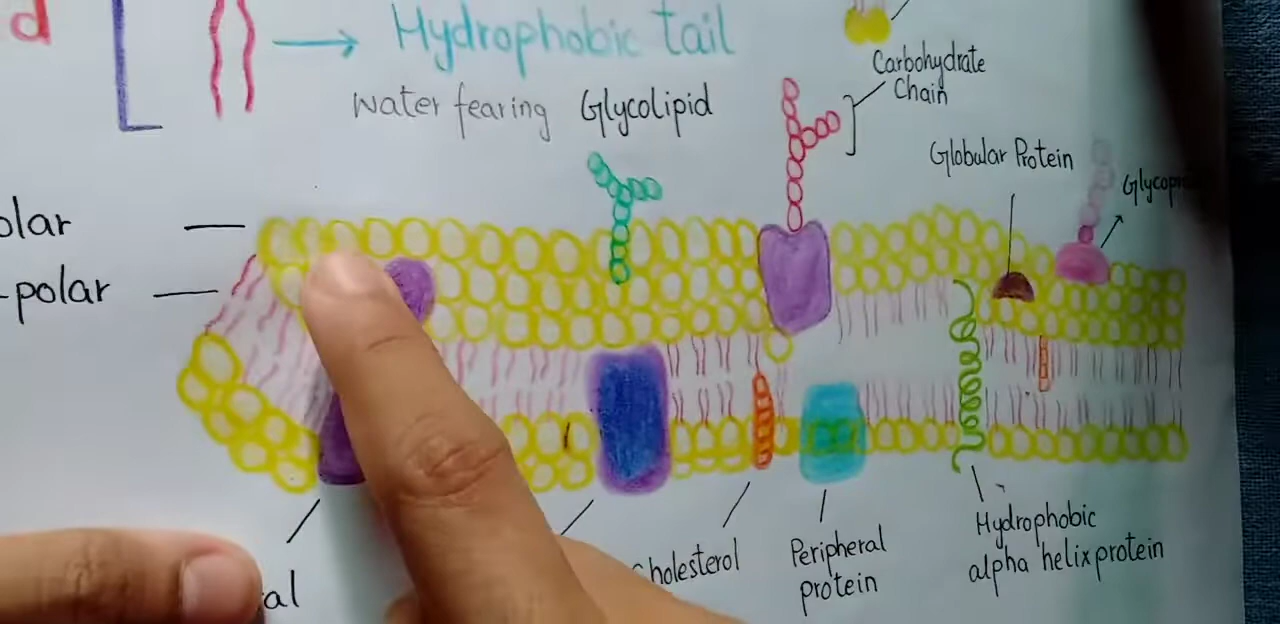 d
Hydrophobic tail
water fearing
Glycolipid
Carbohydrate
Chain
Globular Protein
Glycop
olar
-polar
al
Cholesterol
Peripheral
protein
Hydrophobic
alpha helix protein